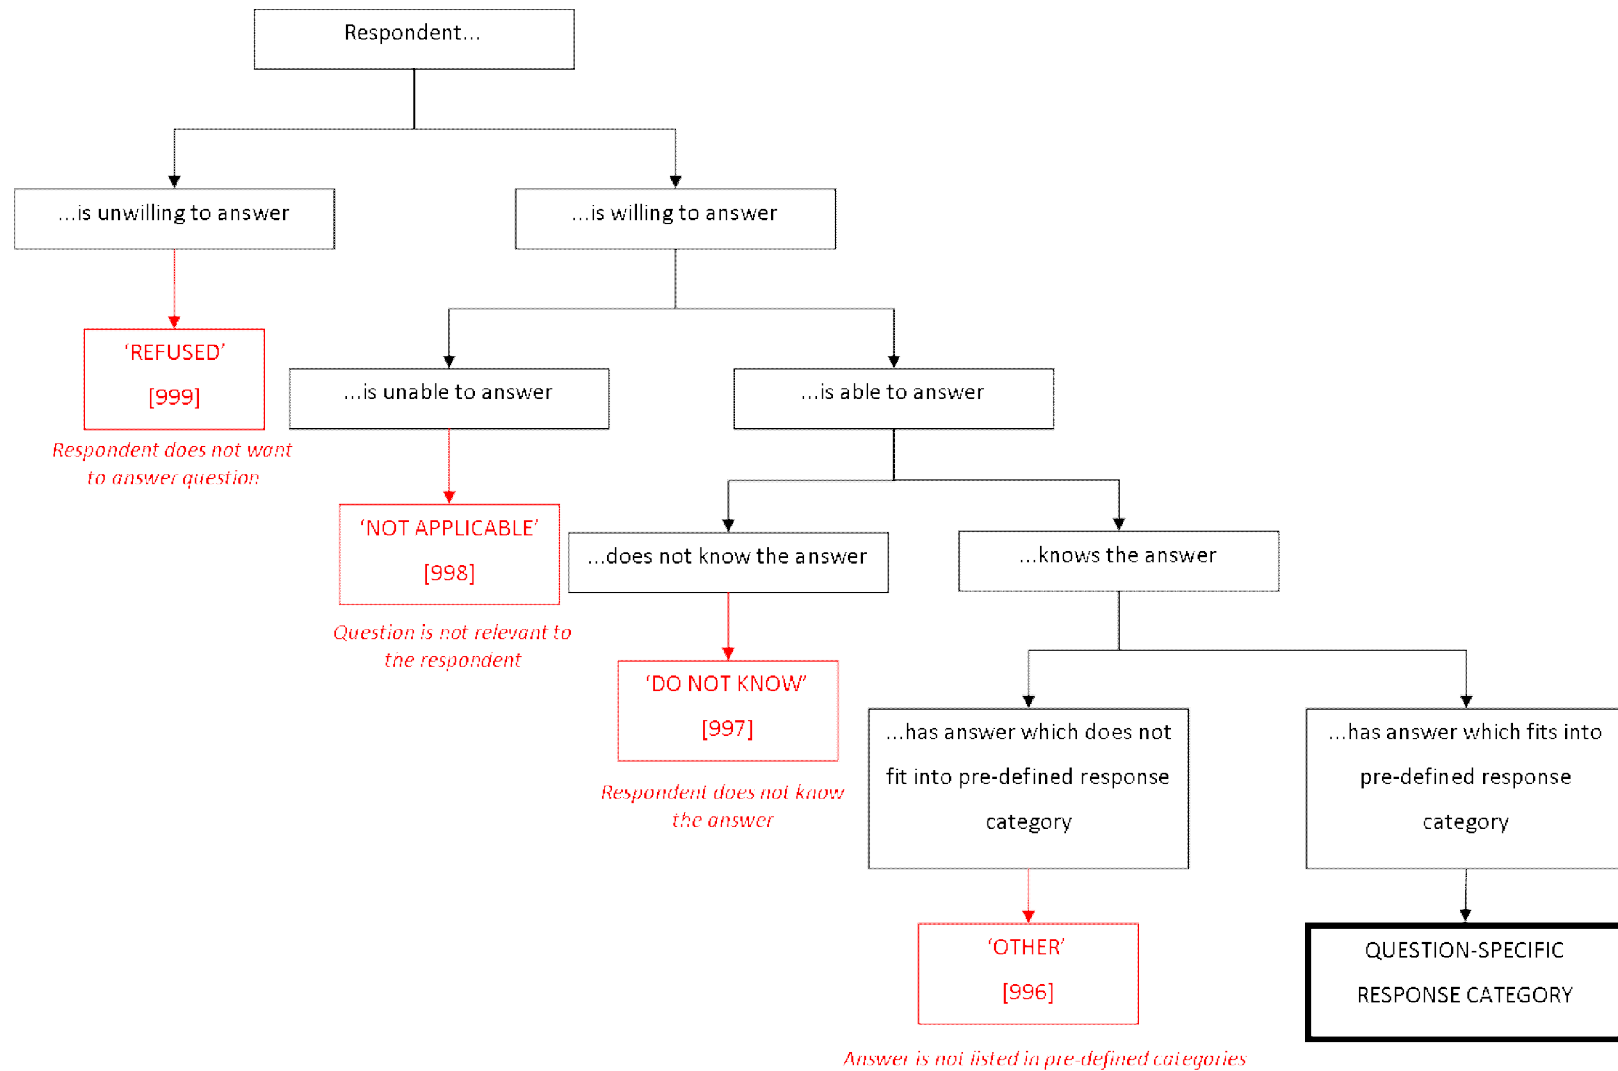 Respondent...
...is unwilling to answer
...is willing to answer
‘REFUSED’
[999]
Respondent does not want
to answer question
...is unable to answer
...is able to answer
‘NOT APPLICABLE’
[998]
Question is not relevant to
the respondent
...does not know the answer
...knows the answer
‘DO NOT KNOW’
[997]
Respondent does not know
the answer
...has answer which does not
fit into pre-defined response
category
...has answer which fits into
pre-defined response
category
‘OTHER’
[996]
Answer is not listed in pre-defined categories
QUESTION-SPECIFIC
RESPONSE CATEGORY